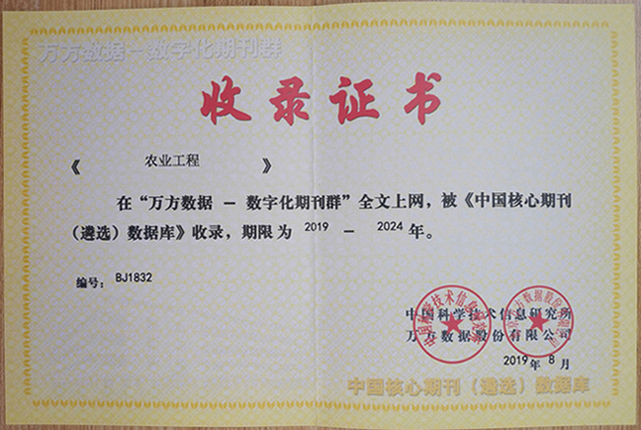 万方数据－数字化期刊群
收录证书
《 农业工程 》
在“万方数据 － 数字化期刊群”全文上网，被《中国核心期刊
（遴选）数据库》收录，期限为 2019 － 2024 年。
编号：BJ1832
中国科学技术信息研究所
万方数据股份有限公司
2019 年 8 月
中国核心期刊（遴选）数据库